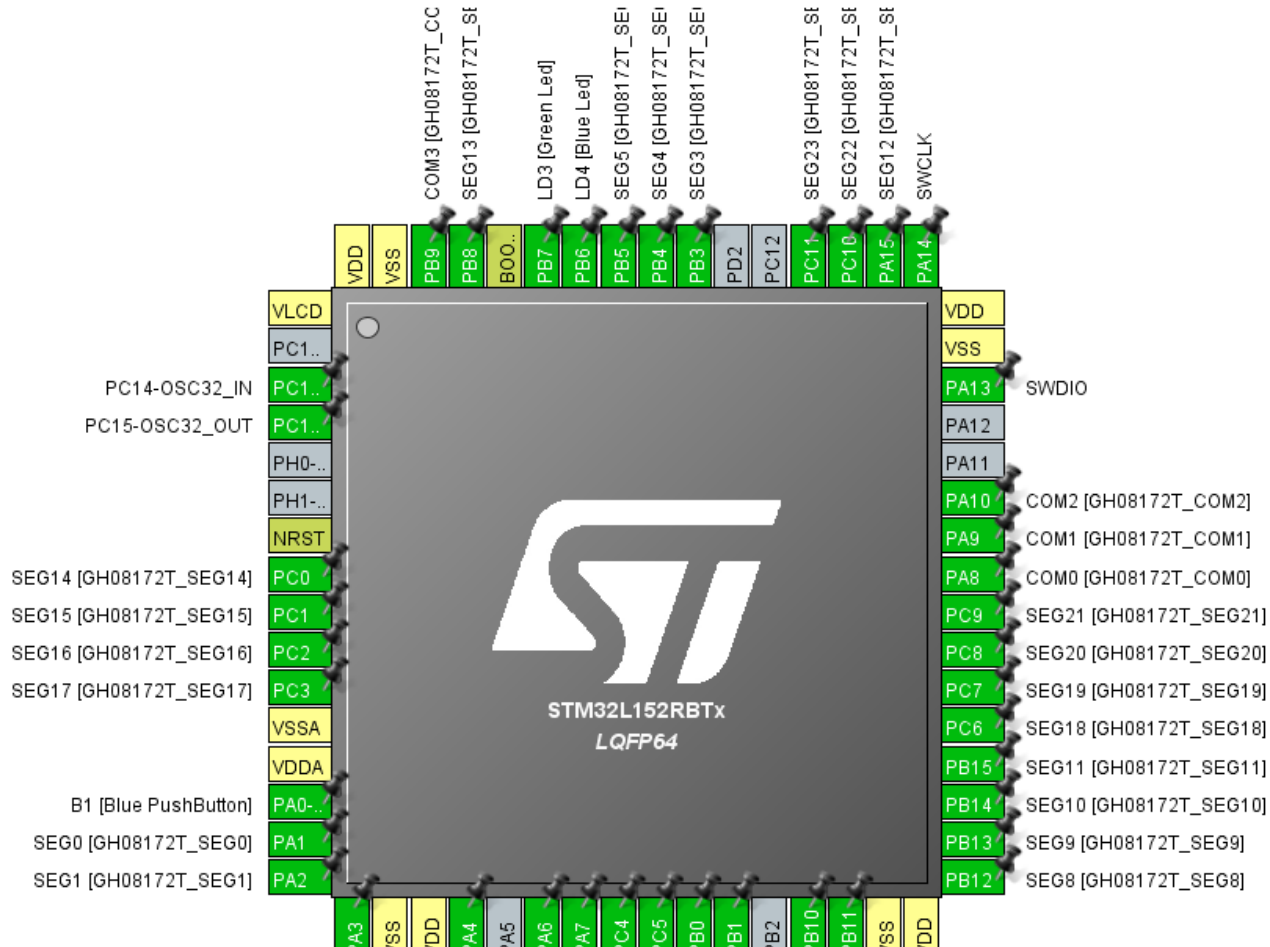 COM3 [GH08172T_CO
SEG13 [GH08172T_SE
LD3 [Green Led]
LD4 [Blue Led]
SEG5 [GH08172T_SE
SEG4 [GH08172T_SE
SEG3 [GH08172T_SE
SEG23 [GH08172T_SE
SEG22 [GH08172T_SE
SEG12 [GH08172T_SE
SWCLK
VDD
VSS
PB9
PB8
BOO..
PB7
PB6
PB5
PB4
PB3
PD2
PC12
PC11
PC10
PA15
PA14
VLCD
PC1..
PC14-OSC32_IN PC1..
PC15-OSC32_OUT PC1..
PH0-..
PH1-..
NRST
SEG14 [GH08172T_SEG14] PC0
SEG15 [GH08172T_SEG15] PC1
SEG16 [GH08172T_SEG16] PC2
SEG17 [GH08172T_SEG17] PC3
VSSA
VDDA
B1 [Blue PushButton] PA0-..
SEG0 [GH08172T_SEG0] PA1
SEG1 [GH08172T_SEG1] PA2
ST
STM32L152RBTx
LQFP64
VDD
VSS
PA13 SWDIO
PA12
PA11
PA10 COM2 [GH08172T_COM2]
PA9 COM1 [GH08172T_COM1]
PA8 COM0 [GH08172T_COM0]
PC9 SEG21 [GH08172T_SEG21]
PC8 SEG20 [GH08172T_SEG20]
PC7 SEG19 [GH08172T_SEG19]
PC6 SEG18 [GH08172T_SEG18]
PB15 SEG11 [GH08172T_SEG11]
PB14 SEG10 [GH08172T_SEG10]
PB13 SEG9 [GH08172T_SEG9]
PB12 SEG8 [GH08172T_SEG8]
PA3
VSS
VDD
PA4
PA5
PA6
PA7
PC4
PC5
PB0
PB1
PB2
PB10
PB11
VSS
VDD